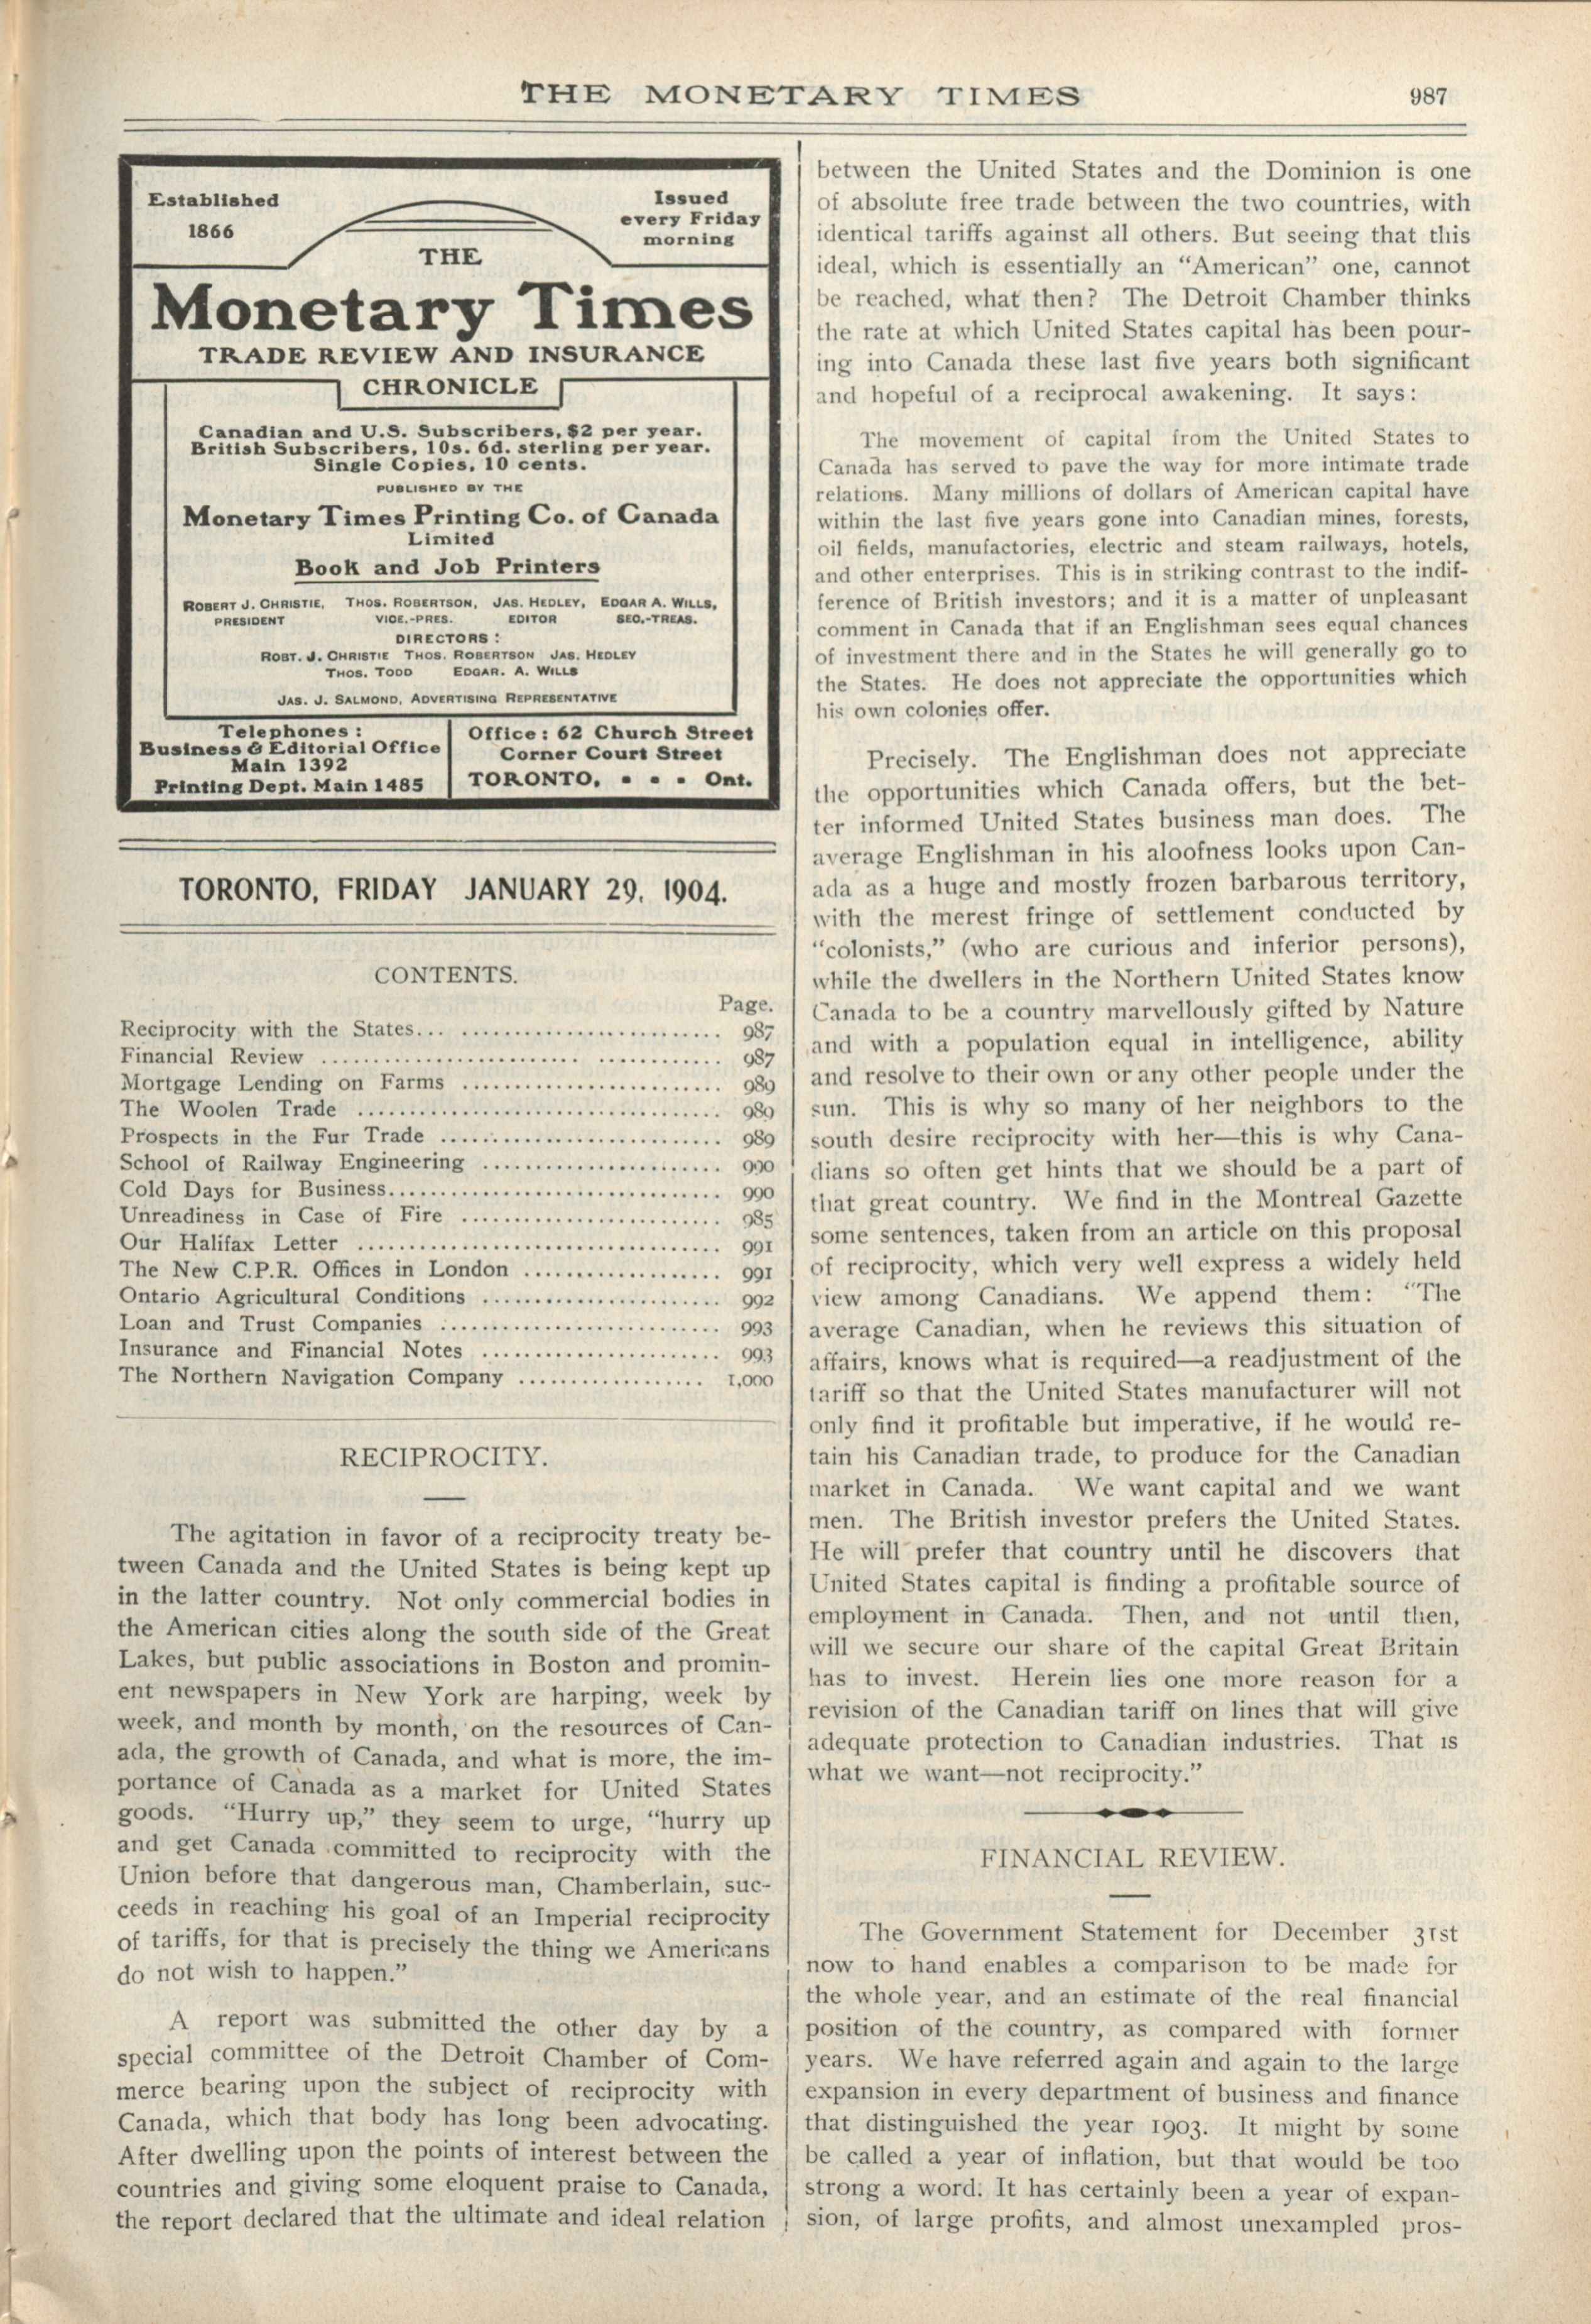 THE MONETARY TIMES
987
Established
1866
Issued
every Friday
morning
THE
Monetary Times
TRADE REVIEW AND INSURANCE
CHRONICLE
Canadian and U.S. Subscribers, $2 per year.
British Subscribers, 10s. 6d. sterling per year.
Single Copies, 10 cents.
PUBLISHED BY THE
Monetary Times Printing Co. of Canada
Limited
Book and Job Printers
ROBERT J. CHRISTIE, THOS. ROBERTSON, JAS. HEDLEY, EDGAR A. WILLS,
PRESIDENT VICE.-PRES. EDITOR SEC.-TREAS.
DIRECTORS :
ROBT. J. CHRISTIE THOS. ROBERTSON JAS. HEDLEY
THOS. TODD EDGAR. A. WILLS
JAS. J. SALMOND, ADVERTISING REPRESENTATIVE
Telephones :
Business & Editorial Office
Main 1392
Printing Dept. Main 1485
Office : 62 Church Street
Corner Court Street
TORONTO, - - - Ont.
TORONTO, FRIDAY JANUARY 29, 1904.
CONTENTS.
Page.
Reciprocity with the States... .......................... 987
Financial Review .......................... ............ 987
Mortgage Lending on Farms .......................... 989
The Woolen Trade .................................... 989
Prospects in the Fur Trade ............................ 989
School of Railway Engineering ........................ 990
Cold Days for Business................................. 990
Unreadiness in Case of Fire .......................... 985
Our Halifax Letter .................................... 991
The New C.P.R. Offices in London .................... 991
Ontario Agricultural Conditions ........................ 992
Loan and Trust Companies ............................ 993
Insurance and Financial Notes ........................ 993
The Northern Navigation Company .................. 1,000
RECIPROCITY.
The agitation in favor of a reciprocity treaty be-
tween Canada and the United States is being kept up
in the latter country. Not only commercial bodies in
the American cities along the south side of the Great
Lakes, but public associations in Boston and promin-
ent newspapers in New York are harping, week by
week, and month by month, on the resources of Can-
ada, the growth of Canada, and what is more, the im-
portance of Canada as a market for United States
goods. "Hurry up," they seem to urge, "hurry up
and get Canada committed to reciprocity with the
Union before that dangerous man, Chamberlain, suc-
ceeds in reaching his goal of an Imperial reciprocity
of tariffs, for that is precisely the thing we Americans
do not wish to happen."
A report was submitted the other day by a
special committee of the Detroit Chamber of Com-
merce bearing upon the subject of reciprocity with
Canada, which that body has long been advocating.
After dwelling upon the points of interest between the
countries and giving some eloquent praise to Canada,
the report declared that the ultimate and ideal relation
between the United States and the Dominion is one
of absolute free trade between the two countries, with
identical tariffs against all others. But seeing that this
ideal, which is essentially an "American" one, cannot
be reached, what then? The Detroit Chamber thinks
the rate at which United States capital has been pour-
ing into Canada these last five years both significant
and hopeful of a reciprocal awakening. It says:
The movement of capital from the United States to
Canada has served to pave the way for more intimate trade
relations. Many millions of dollars of American capital have
within the last five years gone into Canadian mines, forests,
oil fields, manufactories, electric and steam railways, hotels,
and other enterprises. This is in striking contrast to the indif-
ference of British investors; and it is a matter of unpleasant
comment in Canada that if an Englishman sees equal chances
of investment there and in the States he will generally go to
the States. He does not appreciate the opportunities which
his own colonies offer.
Precisely. The Englishman does not appreciate
the opportunities which Canada offers, but the bet-
ter informed United States business man does. The
average Englishman in his aloofness looks upon Can-
ada as a huge and mostly frozen barbarous territory,
with the merest fringe of settlement conducted by
"colonists," (who are curious and inferior persons),
while the dwellers in the Northern United States know
Canada to be a country marvellously gifted by Nature
and with a population equal in intelligence, ability
and resolve to their own or any other people under the
sun. This is why so many of her neighbors to the
south desire reciprocity with her—this is why Cana-
dians so often get hints that we should be a part of
that great country. We find in the Montreal Gazette
some sentences, taken from an article on this proposal
of reciprocity, which very well express a widely held
view among Canadians. We append them: "The
average Canadian, when he reviews this situation of
affairs, knows what is required—a readjustment of the
tariff so that the United States manufacturer will not
only find it profitable but imperative, if he would re-
tain his Canadian trade, to produce for the Canadian
market in Canada. We want capital and we want
men. The British investor prefers the United States.
He will prefer that country until he discovers that
United States capital is finding a profitable source of
employment in Canada. Then, and not until then,
will we secure our share of the capital Great Britain
has to invest. Herein lies one more reason for a
revision of the Canadian tariff on lines that will give
adequate protection to Canadian industries. That is
what we want—not reciprocity."
FINANCIAL REVIEW.
The Government Statement for December 31st
now to hand enables a comparison to be made for
the whole year, and an estimate of the real financial
position of the country, as compared with former
years. We have referred again and again to the large
expansion in every department of business and finance
that distinguished the year 1903. It might by some
be called a year of inflation, but that would be too
strong a word. It has certainly been a year of expan-
sion, of large profits, and almost unexampled pros-